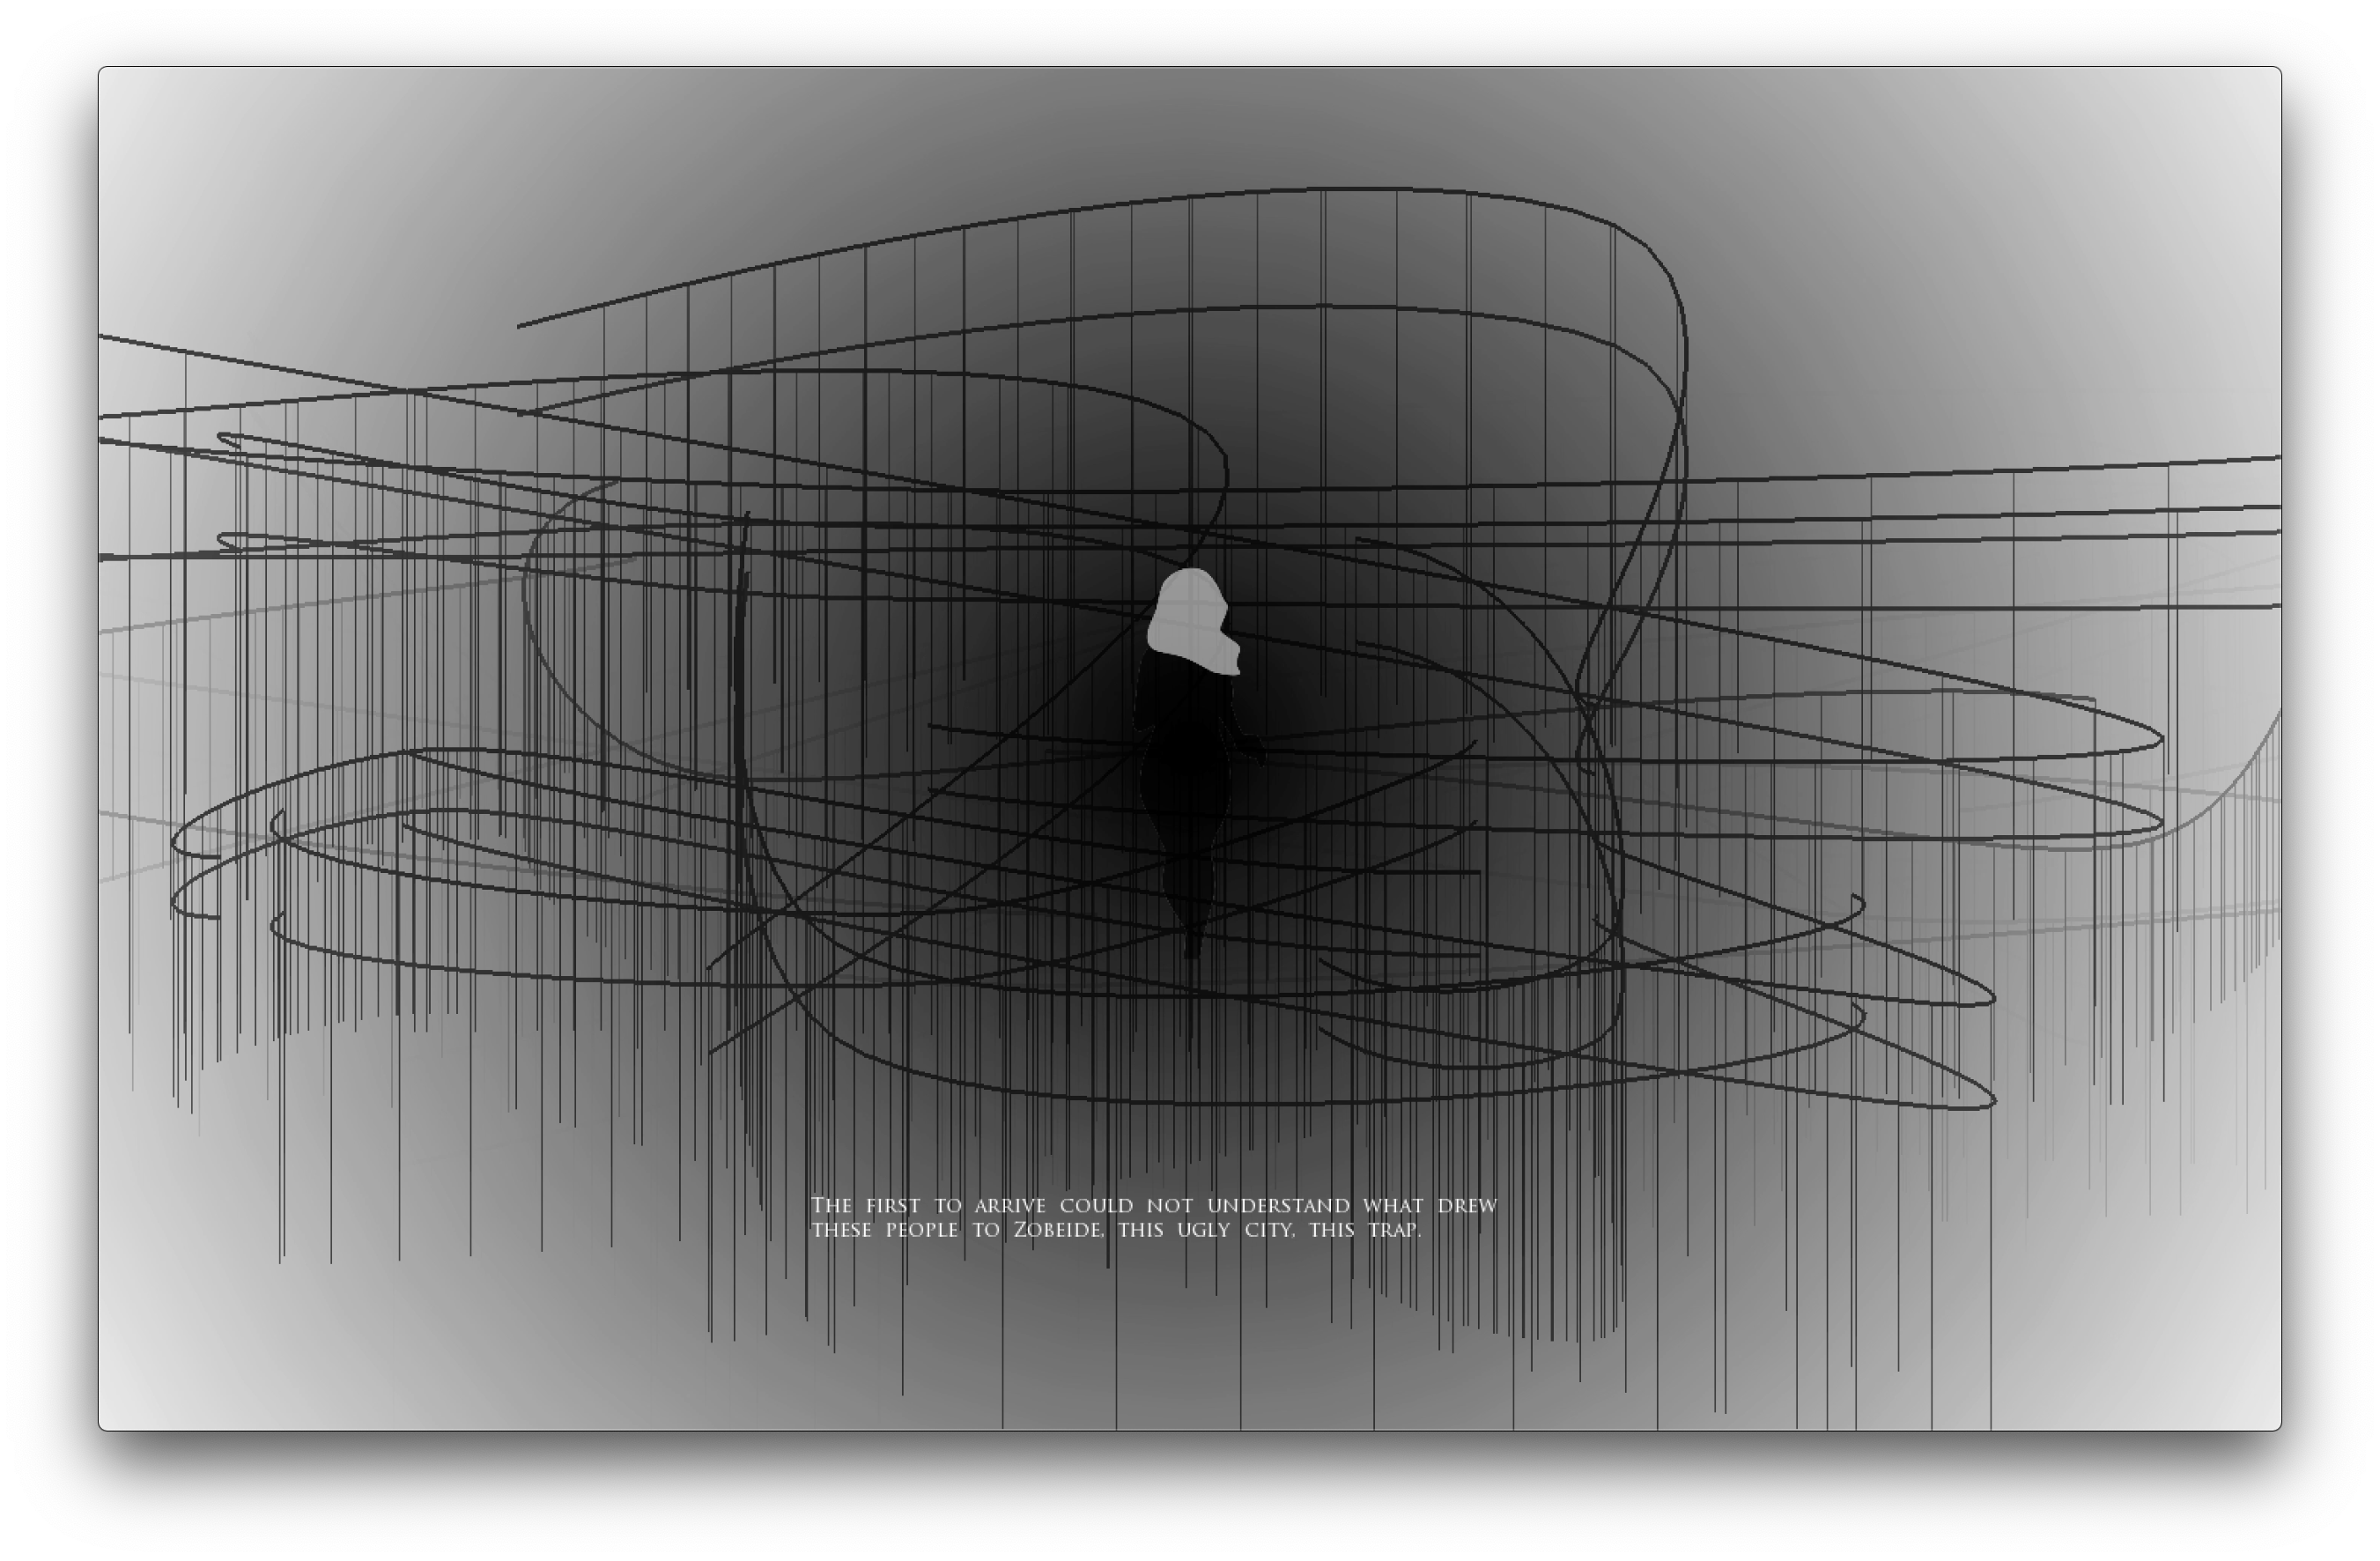 The first to arrive could not understand what drew
these people to Zobeide, this ugly city, this trap.